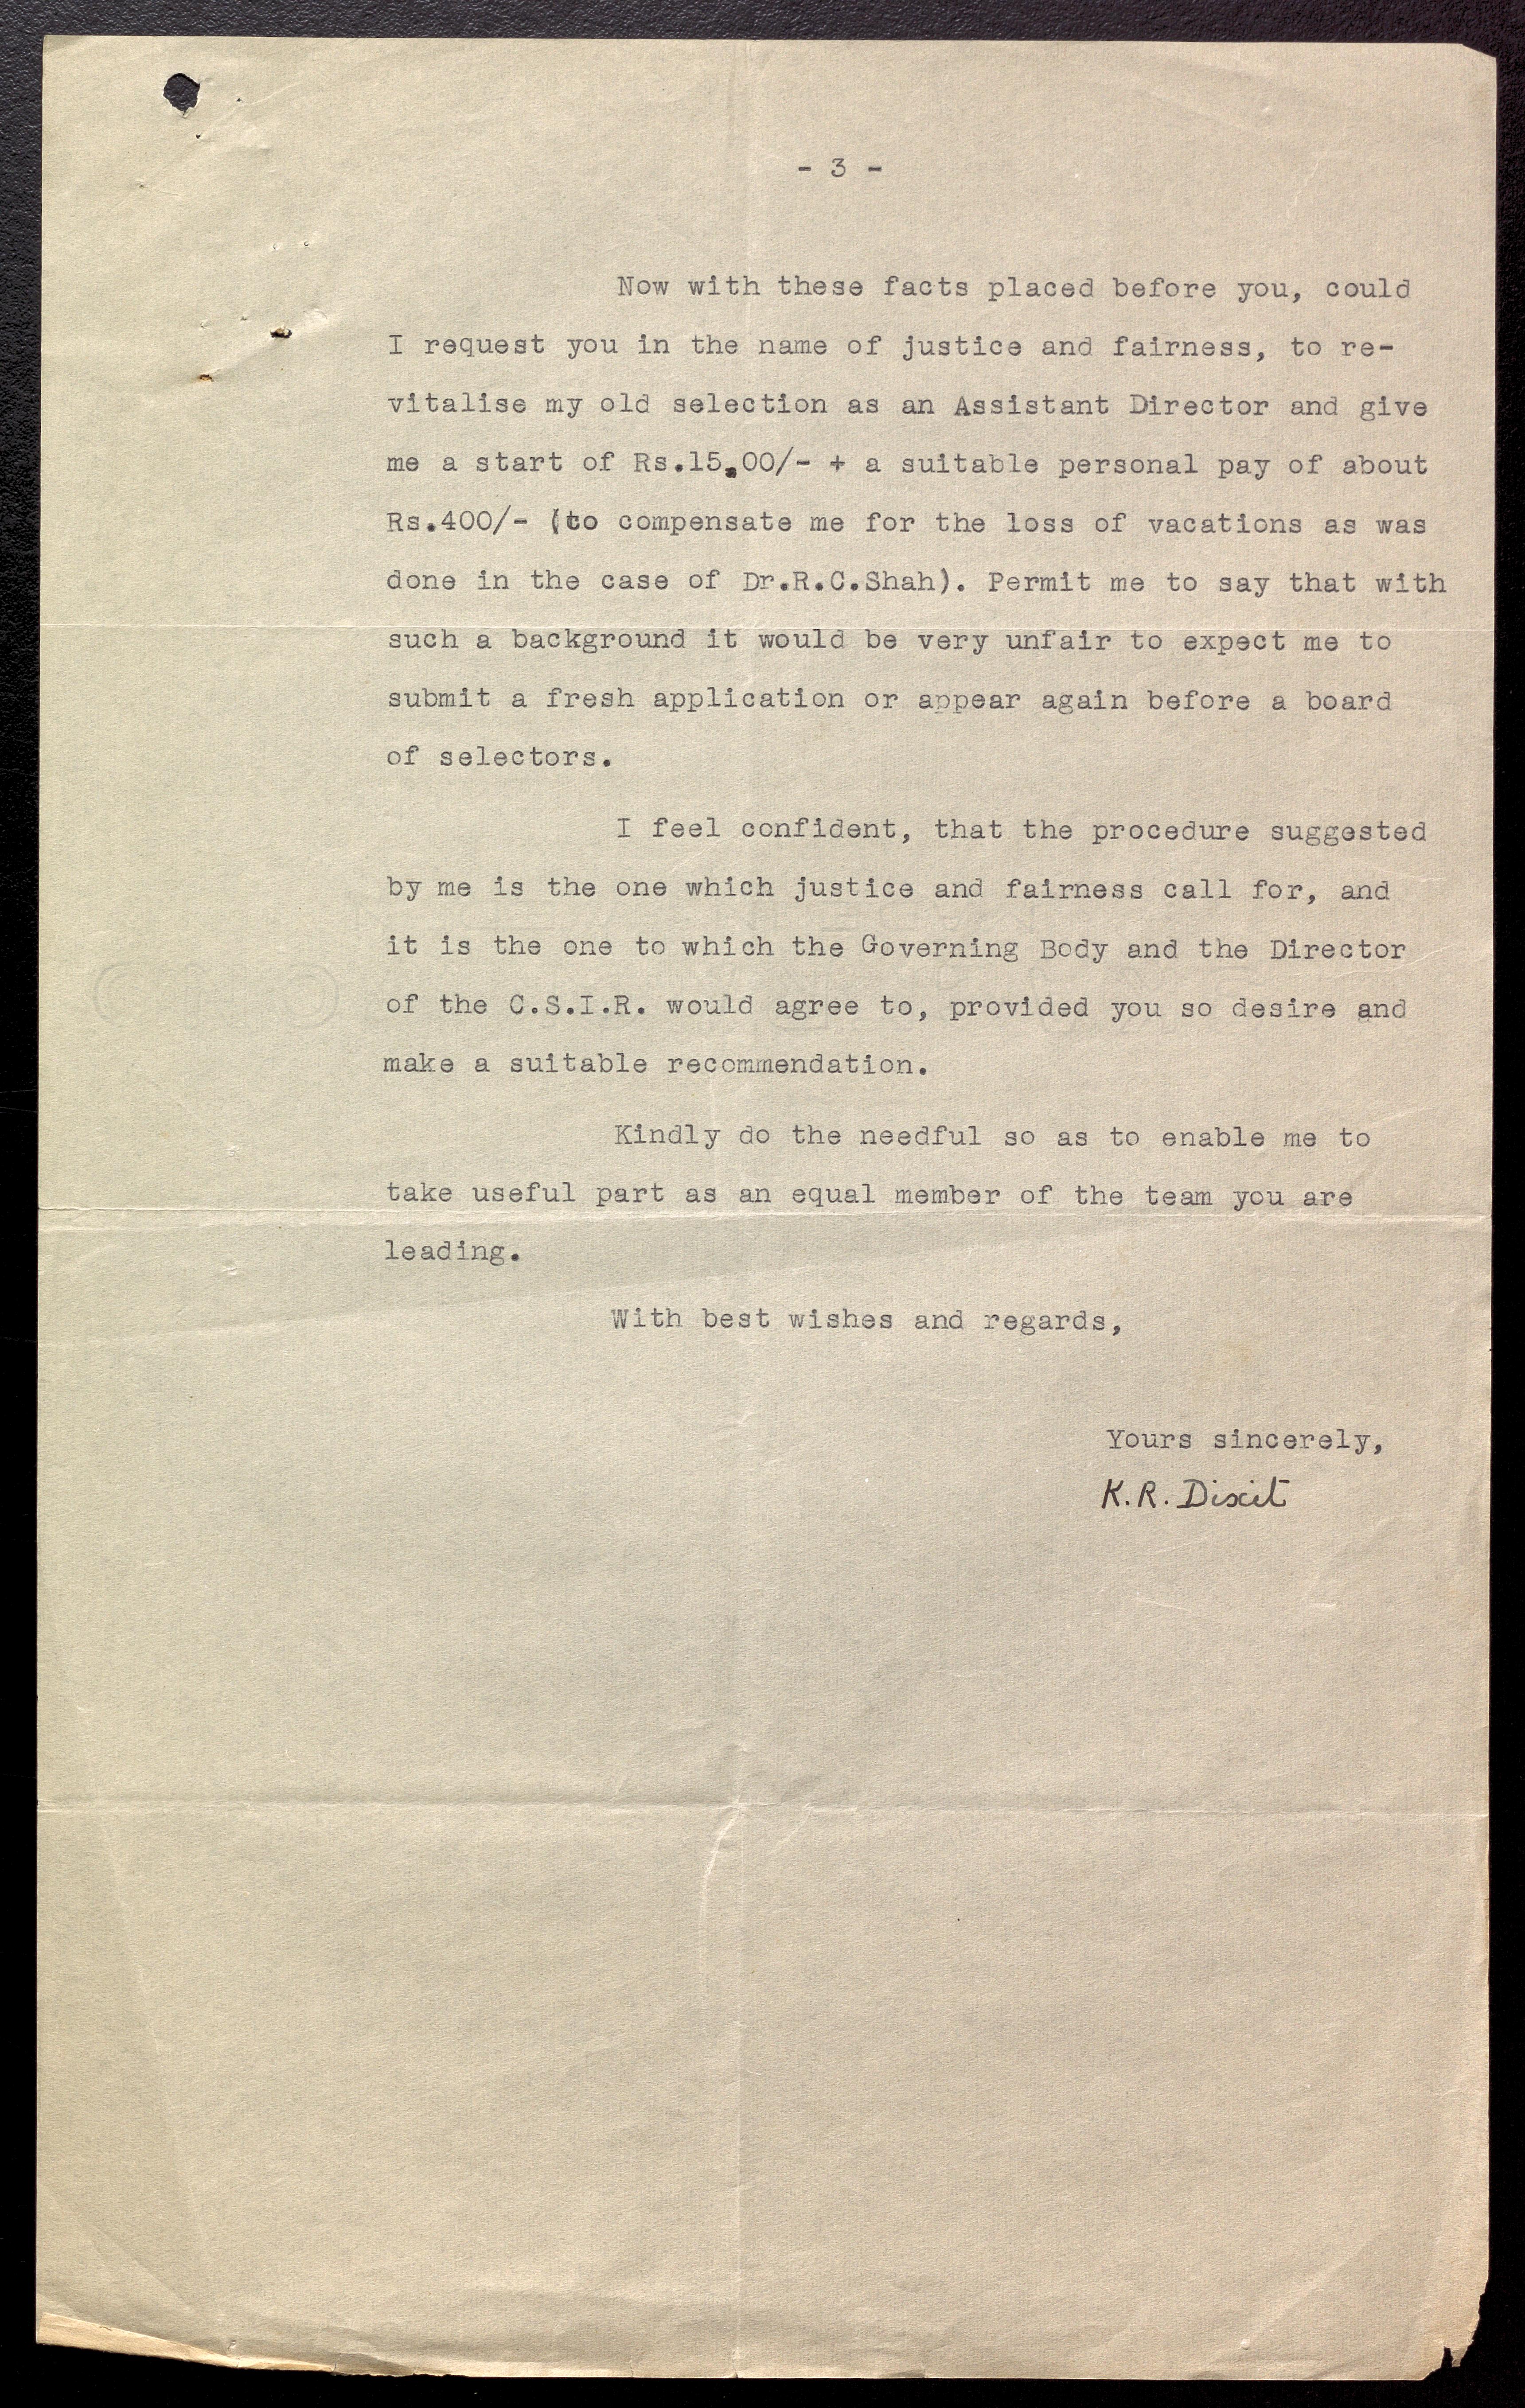 - 3 -
Now with these facts placed before you, could
I request you in the name of justice and fairness, to re-
vitalise my old selection as an Assistant Director and give
me a start of Rs.15,00/- + a suitable personal pay of about
Rs.400/- (to compensate me for the loss of vacations as was
done in the case of Dr.R.C.Shah). Permit me to say that with
such a background it would be very unfair to expect me to
submit a fresh application or appear again before a board
of selectors.
I feel confident, that the procedure suggested
by me is the one which justice and fairness call for, and
it is the one to which the Governing Body and the Director
of the C.S.I.R. would agree to, provided you so desire and
make a suitable recommendation.
Kindly do the needful so as to enable me to
take useful part as an equal member of the team you are
leading.
With best wishes and regards,
Yours sincerely,
K.R. Dixit